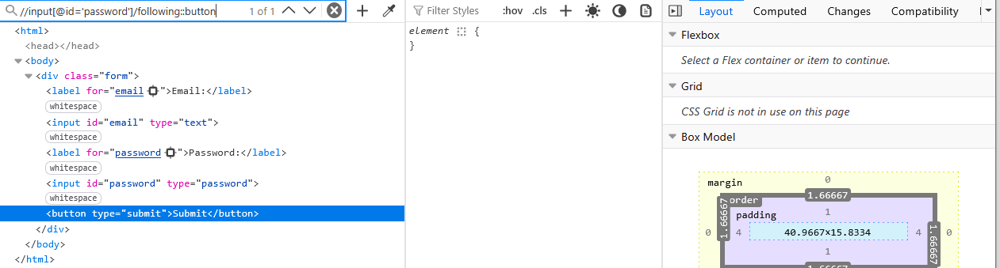 //input[@id='password']/following::button 1 of 1
<html>
<head></head>
<body>
<div class="form">
<label for="email">Email:</label>
whitespace
<input id="email" type="text">
whitespace
<label for="password">Password:</label>
whitespace
<input id="password" type="password">
whitespace
<button type="submit">Submit</button>
</div>
</body>
</html>
Filter Styles :hov .cls
element {
}
Layout Computed Changes Compatibility
Flexbox
Select a Flex container or item to continue.
Grid
CSS Grid is not in use on this page
Box Model
margin 0
order 1.66667
padding 1
0 1.66667 4 40.9667×15.8334 4 1.66667 0
1
1.66667